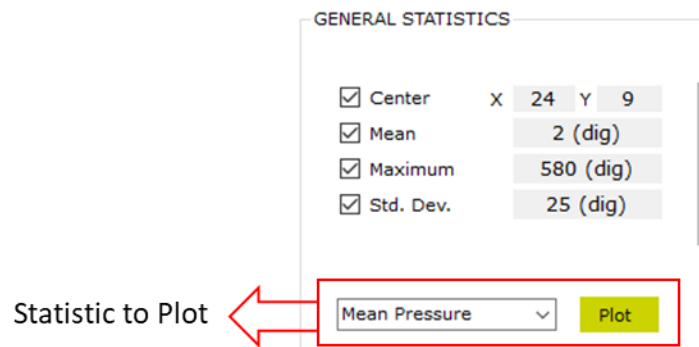 GENERAL STATISTICS
Center X 24 Y 9
Mean 2 (dig)
Maximum 580 (dig)
Std. Dev. 25 (dig)
Statistic to Plot Mean Pressure Plot